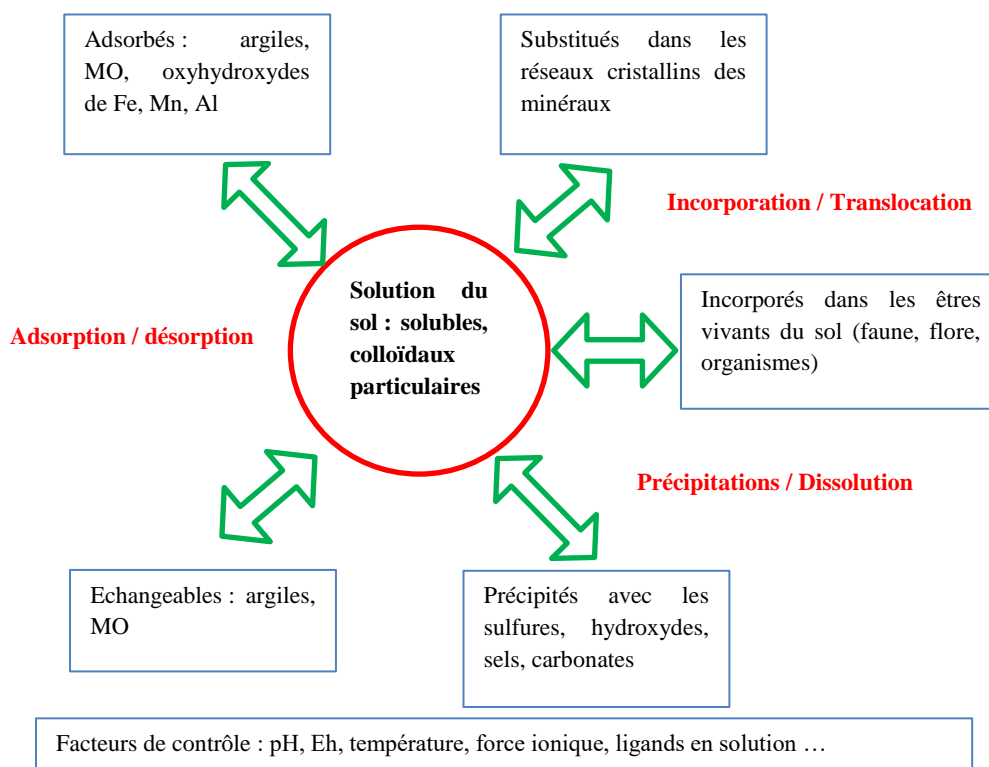 Adsorbés : argiles,
MO, oxyhydroxydes
de Fe, Mn, Al
Substitués dans les
réseaux cristallins des
minéraux
Incorporation / Translocation
Solution du
sol : solubles,
colloïdaux
particulaires
Adsorption / désorption
Incorporés dans les êtres
vivants du sol (faune, flore,
organismes)
Précipitations / Dissolution
Echangeables : argiles,
MO
Précipités avec les
sulfures, hydroxydes,
sels, carbonates
Facteurs de contrôle : pH, Eh, température, force ionique, ligands en solution …